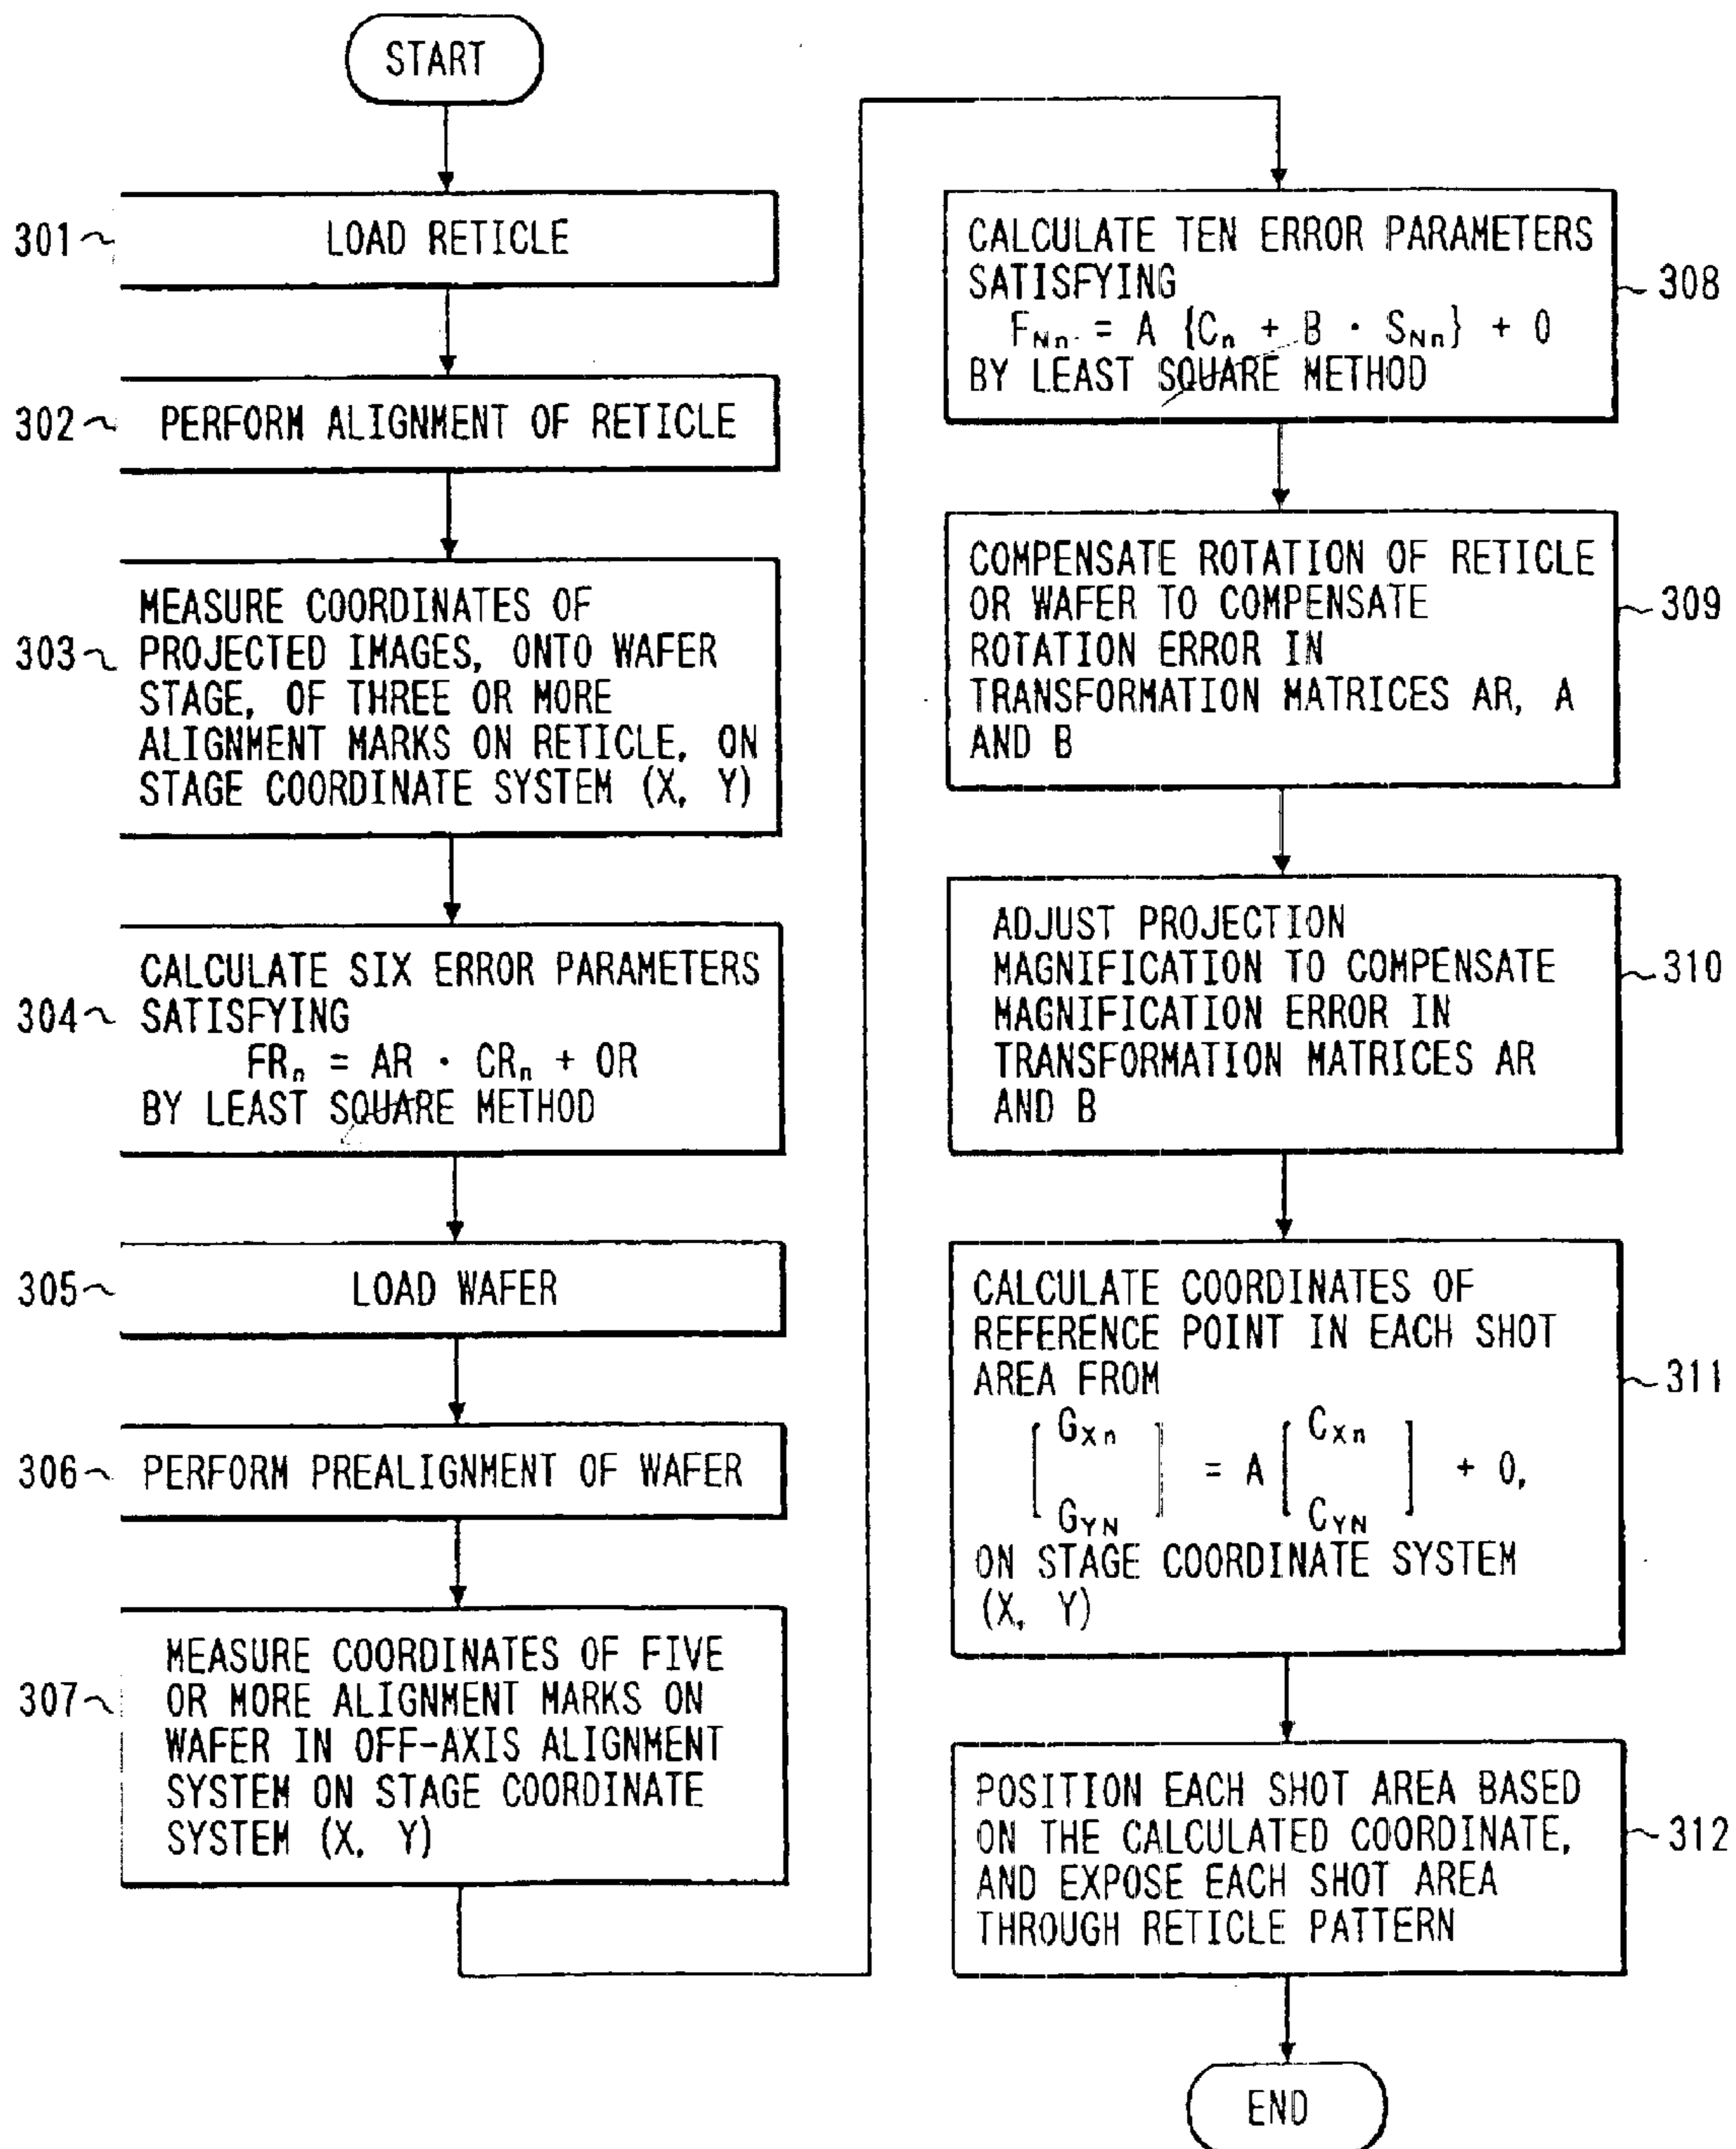 START
301
LOAD RETICLE
302
PERFORM ALIGNMENT OF RETICLE
303
MEASURE COORDINATES OF
PROJECTED IMAGES, ONTO WAFER
STAGE, OF THREE OR MORE
ALIGNMENT MARKS ON RETICLE, ON
STAGE COORDINATE SYSTEM (X, Y)
304
CALCULATE SIX ERROR PARAMETERS
SATISFYING
FRn = AR · CRn + OR
BY LEAST SQUARE METHOD
305
LOAD WAFER
306
PERFORM PREALIGNMENT OF WAFER
307
MEASURE COORDINATES OF FIVE
OR MORE ALIGNMENT MARKS ON
WAFER IN OFF-AXIS ALIGNMENT
SYSTEM ON STAGE COORDINATE
SYSTEM (X, Y)
CALCULATE TEN ERROR PARAMETERS
SATISFYING
FNn = A {Cn + B · SNn} + O
BY LEAST SQUARE METHOD
308
COMPENSATE ROTATION OF RETICLE
OR WAFER TO COMPENSATE
ROTATION ERROR IN
TRANSFORMATION MATRICES AR, A
AND B
309
ADJUST PROJECTION
MAGNIFICATION TO COMPENSATE
MAGNIFICATION ERROR IN
TRANSFORMATION MATRICES AR
AND B
310
CALCULATE COORDINATES OF
REFERENCE POINT IN EACH SHOT
AREA FROM
[GXn GYN] = A [CXn CYN] + O,
ON STAGE COORDINATE SYSTEM
(X, Y)
311
POSITION EACH SHOT AREA BASED
ON THE CALCULATED COORDINATE,
AND EXPOSE EACH SHOT AREA
THROUGH RETICLE PATTERN
312
END